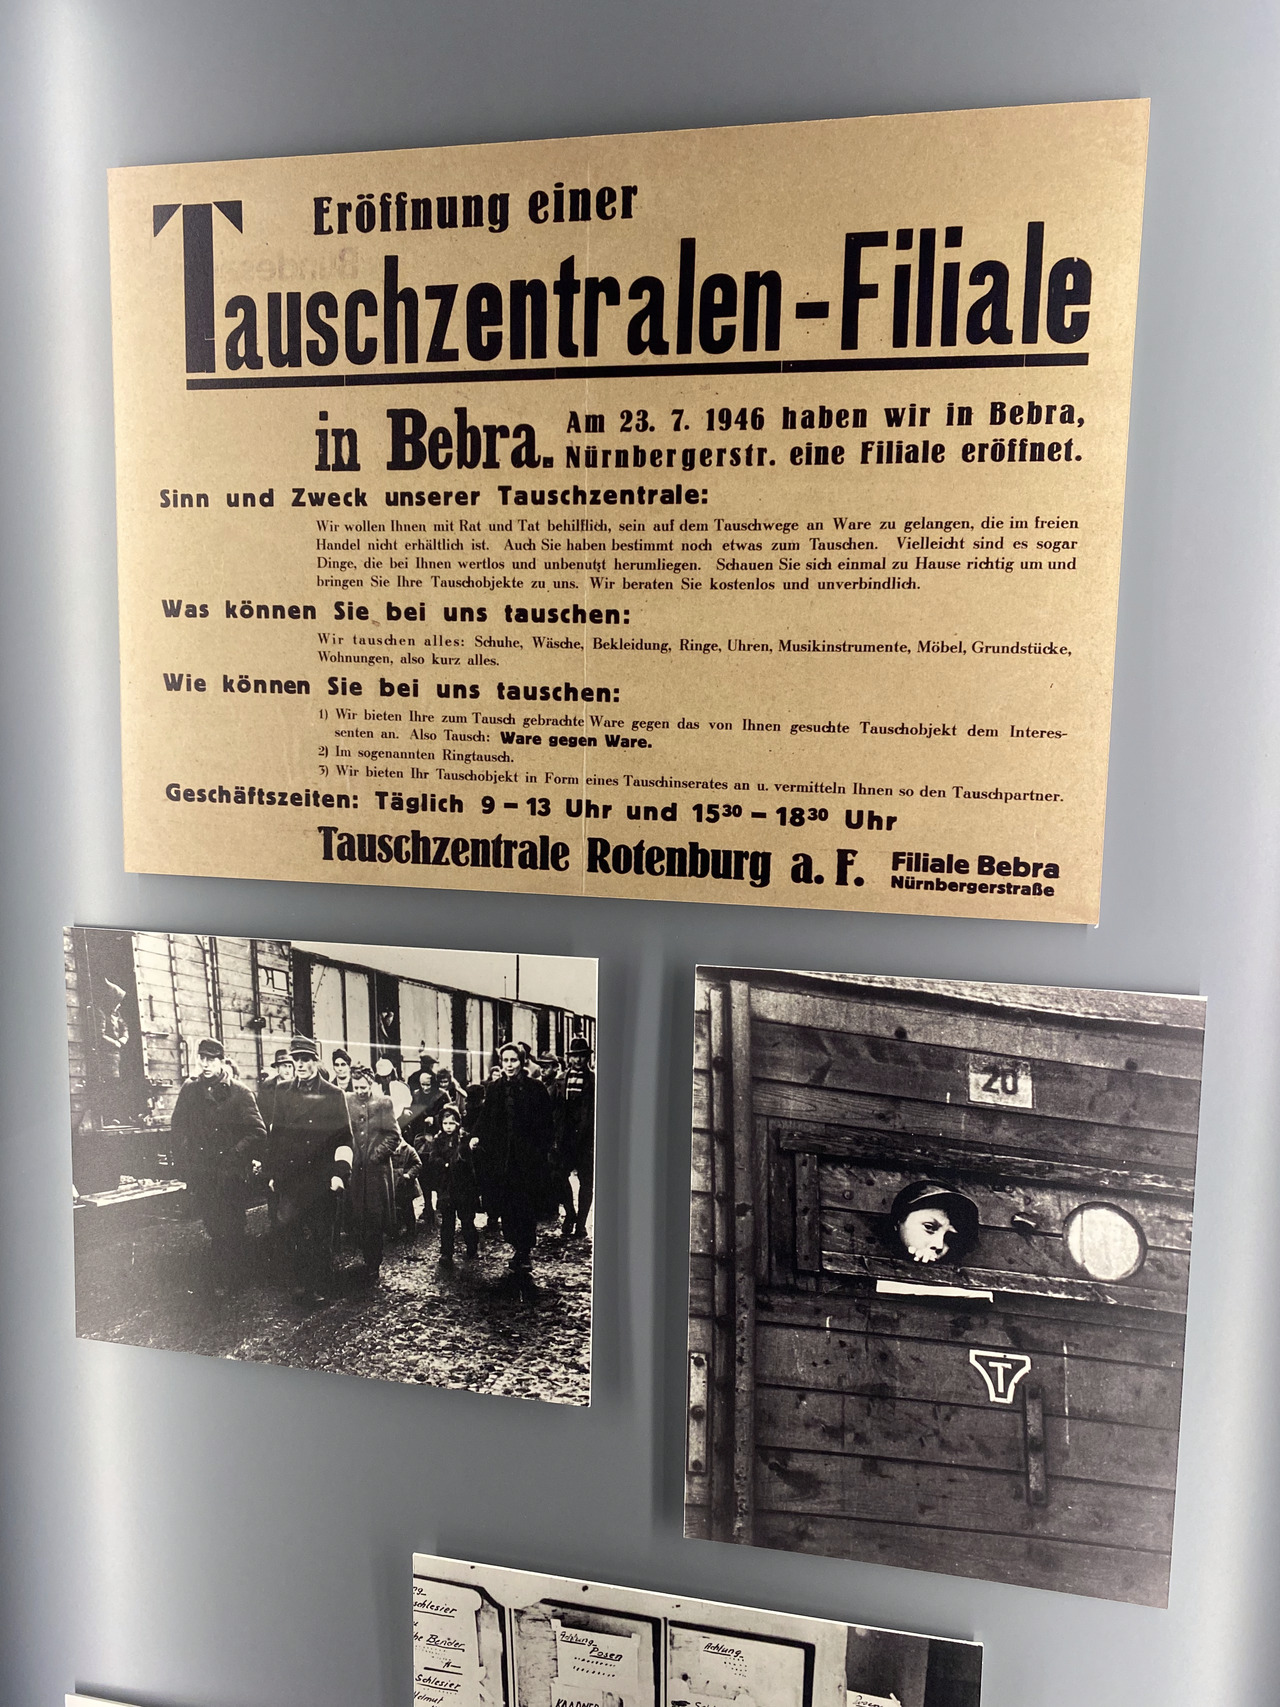 Eröffnung einer
Tauschzentralen-Filiale
in Bebra. Am 23. 7. 1946 haben wir in Bebra,
Nürnbergerstr. eine Filiale eröffnet.
Sinn und Zweck unserer Tauschzentrale:
Wir wollen Ihnen mit Rat und Tat behilflich, sein auf dem Tauschwege an Ware zu gelangen, die im freien
Handel nicht erhältlich ist. Auch Sie haben bestimmt noch etwas zum Tauschen. Vielleicht sind es sogar
Dinge, die bei Ihnen wertlos und unbenutzt herumliegen. Schauen Sie sich einmal zu Hause richtig um und
bringen Sie Ihre Tauschobjekte zu uns. Wir beraten Sie kostenlos und unverbindlich.
Was können Sie bei uns tauschen:
Wir tauschen alles: Schuhe, Wäsche, Bekleidung, Ringe, Uhren, Musikinstrumente, Möbel, Grundstücke,
Wohnungen, also kurz alles.
Wie können Sie bei uns tauschen:
1) Wir bieten Ihre zum Tausch gebrachte Ware gegen das von Ihnen gesuchte Tauschobjekt dem Interes-
senten an. Also Tausch: Ware gegen Ware.
2) Im sogenannten Ringtausch.
3) Wir bieten Ihr Tauschobjekt in Form eines Tauschinserates an u. vermitteln Ihnen so den Tauschpartner.
Geschäftszeiten: Täglich 9 – 13 Uhr und 15³⁰ – 18³⁰ Uhr
Tauschzentrale Rotenburg a. F. Filiale Bebra
Nürnbergerstraße
20
T
schlesier
Bender
Schlesier
Helmut
Achtung
Posen
Achtung